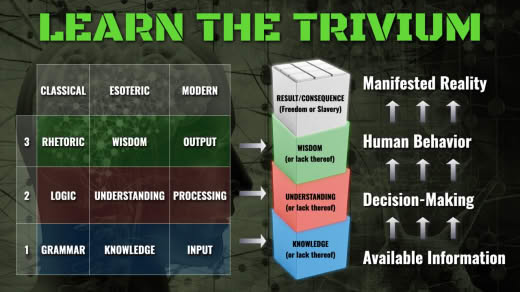 LEARN THE TRIVIUM
CLASSICAL ESOTERIC MODERN
3 RHETORIC WISDOM OUTPUT
2 LOGIC UNDERSTANDING PROCESSING
1 GRAMMAR KNOWLEDGE INPUT
RESULT/CONSEQUENCE
(Freedom or Slavery)
WISDOM
(or lack thereof)
UNDERSTANDING
(or lack thereof)
KNOWLEDGE
(or lack thereof)
Manifested Reality
Human Behavior
Decision-Making
Available Information